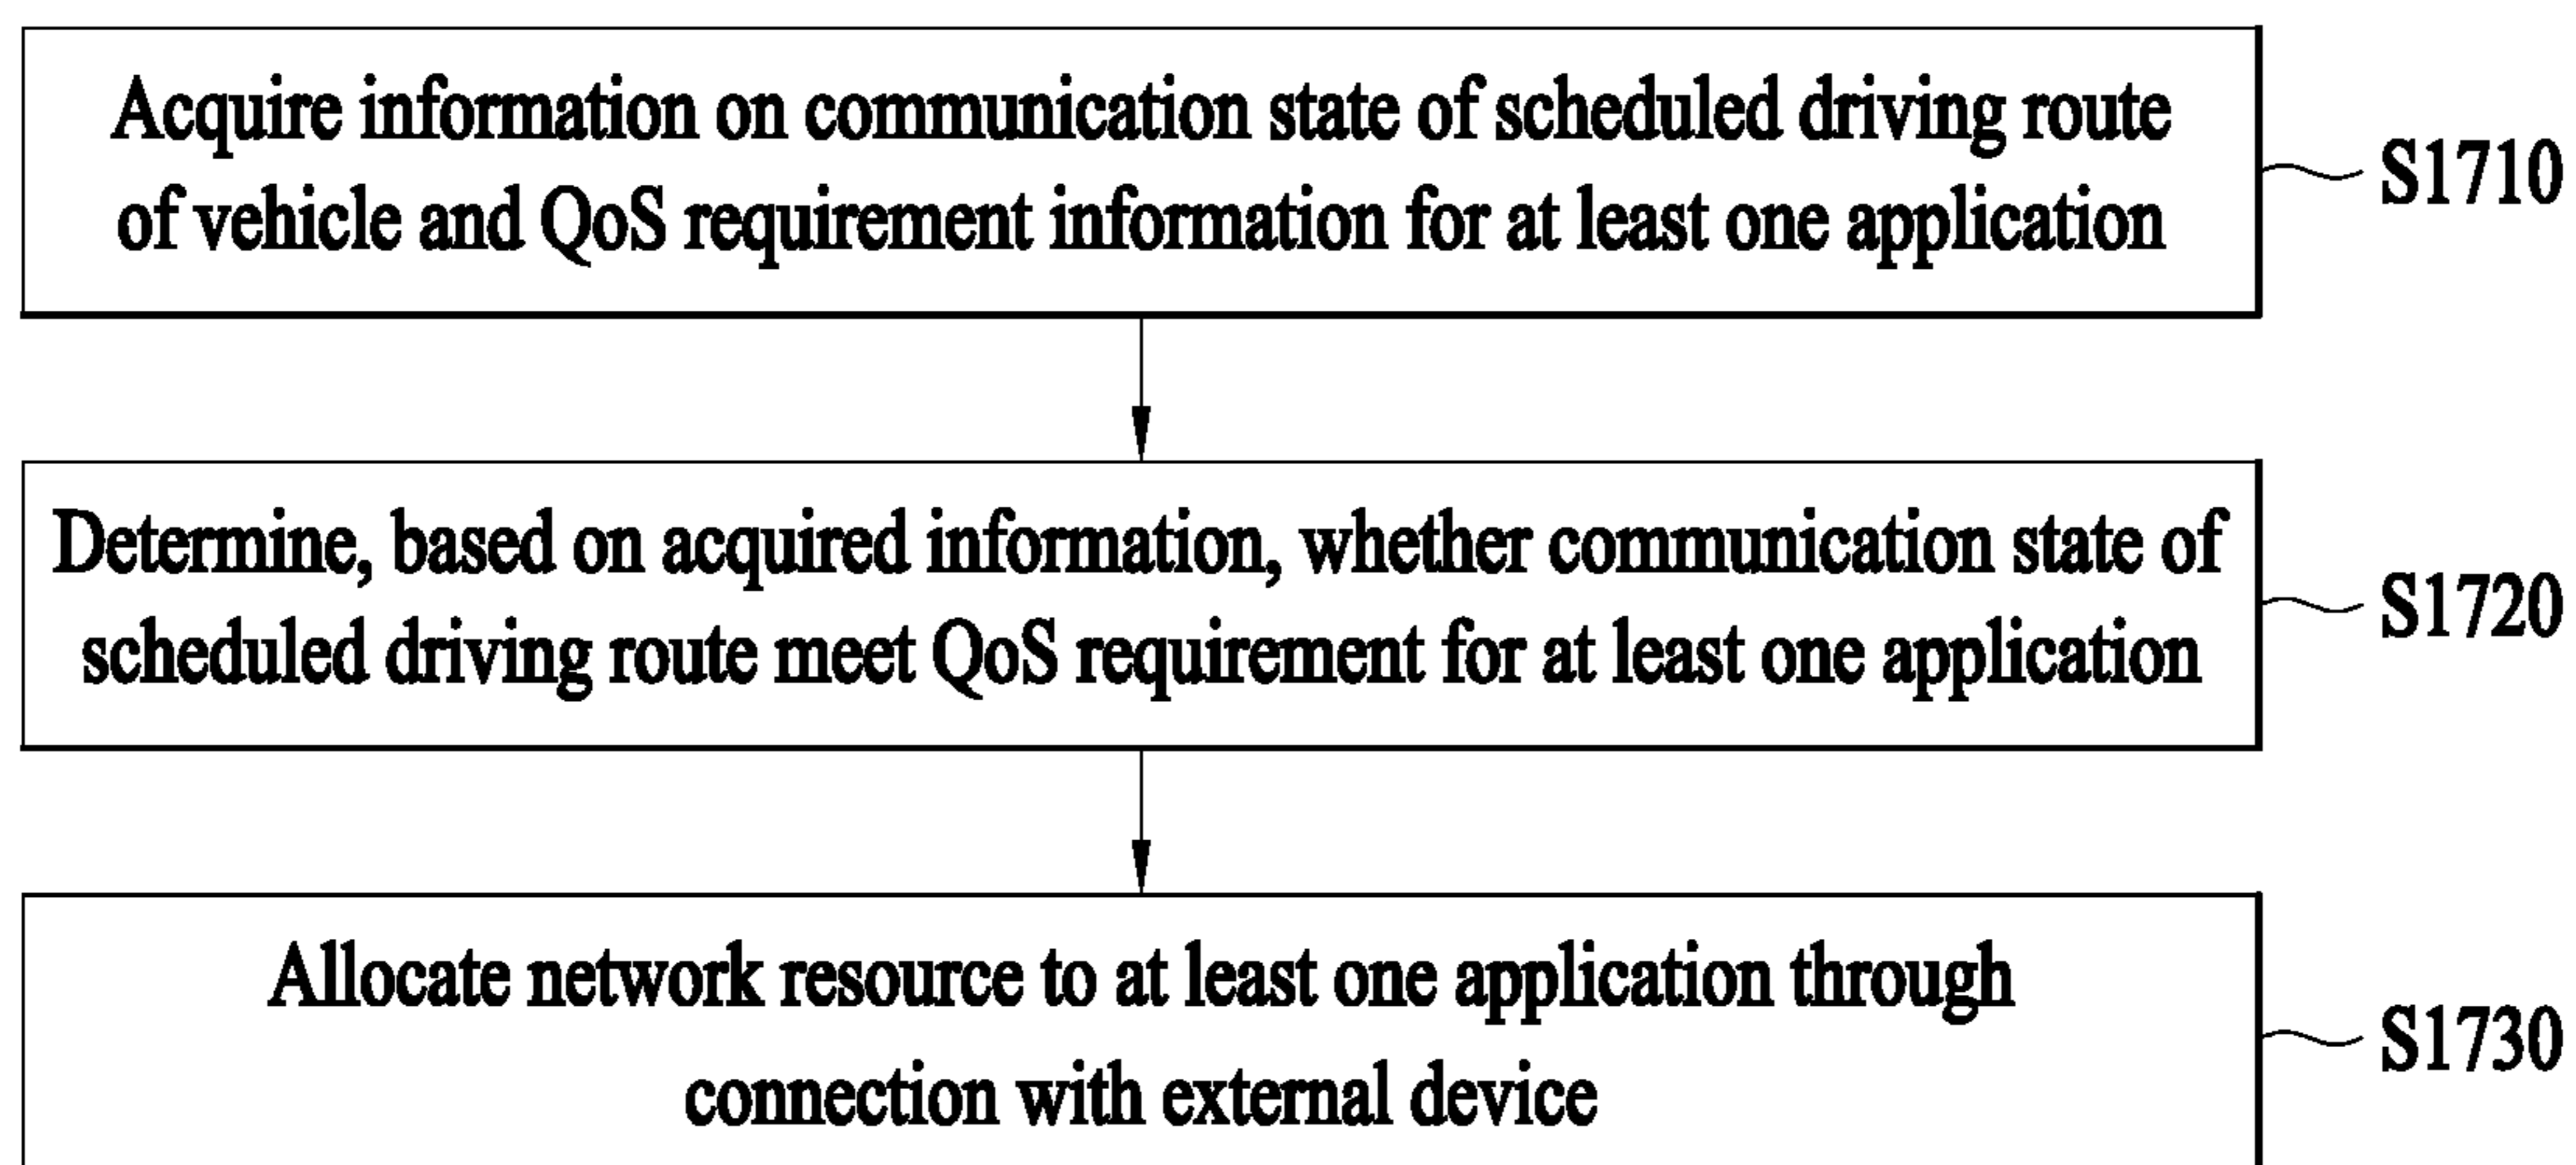 Acquire information on communication state of scheduled driving route
of vehicle and QoS requirement information for at least one application
S1710
Determine, based on acquired information, whether communication state of
scheduled driving route meet QoS requirement for at least one application
S1720
Allocate network resource to at least one application through
connection with external device
S1730